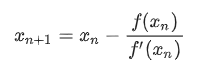 x_{n+1} = x_n - \frac{f(x_n)}{f'(x_n)}